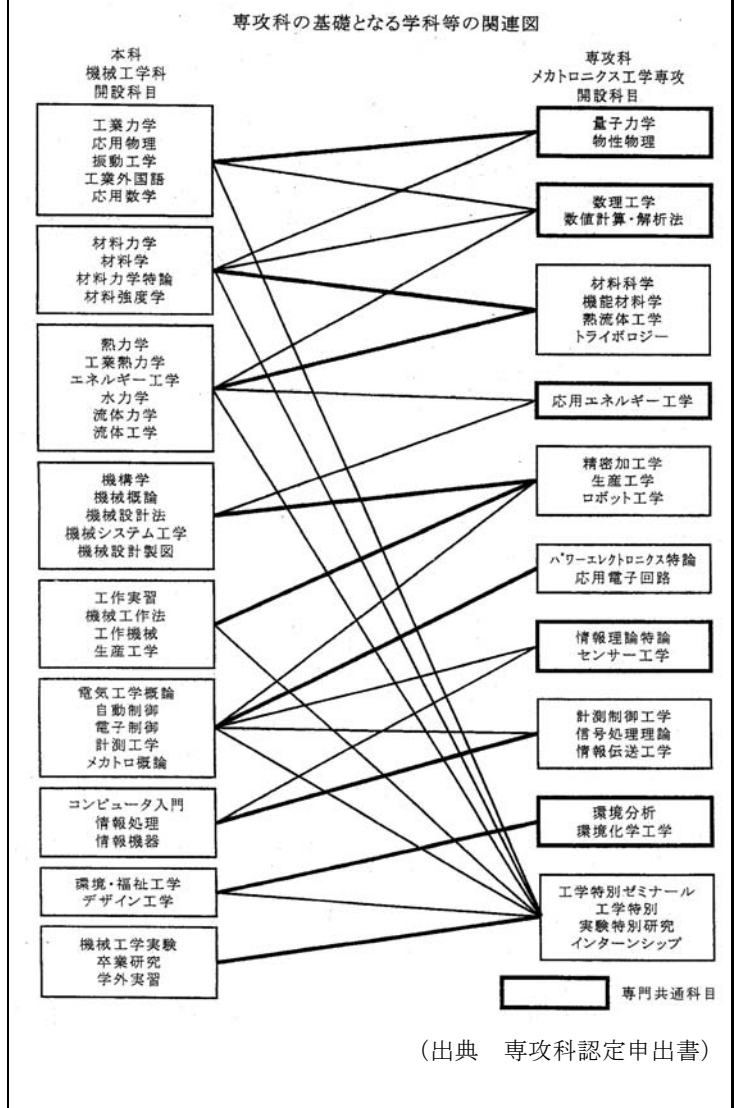 専攻科の基礎となる学科等の関連図
本科
機械工学科
開設科目
工業力学
応用物理
振動工学
工業外国語
応用数学
材料力学
材料学
材料力学特論
材料強度学
熱力学
工業熱力学
エネルギー工学
水力学
流体力学
流体工学
機構学
機械概論
機械設計法
機械システム工学
機械設計製図
工作実習
機械工作法
工作機械
生産工学
電気工学概論
自動制御
電子制御
計測工学
メカトロ概論
コンピュータ入門
情報処理
情報機器
環境・福祉工学
デザイン工学
機械工学実験
卒業研究
学外実習
専攻科
メカトロニクス工学専攻
開設科目
量子力学
物性物理
数理工学
数値計算・解析法
材料科学
機能材料学
熱流体工学
トライボロジー
応用エネルギー工学
精密加工学
生産工学
ロボット工学
パワーエレクトロニクス特論
応用電子回路
情報理論特論
センサー工学
計測制御工学
信号処理理論
情報伝送工学
環境分析
環境化学工学
工学特別ゼミナール
工学特別
実験特別研究
インターンシップ
専門共通科目
（出典　専攻科認定申出書）